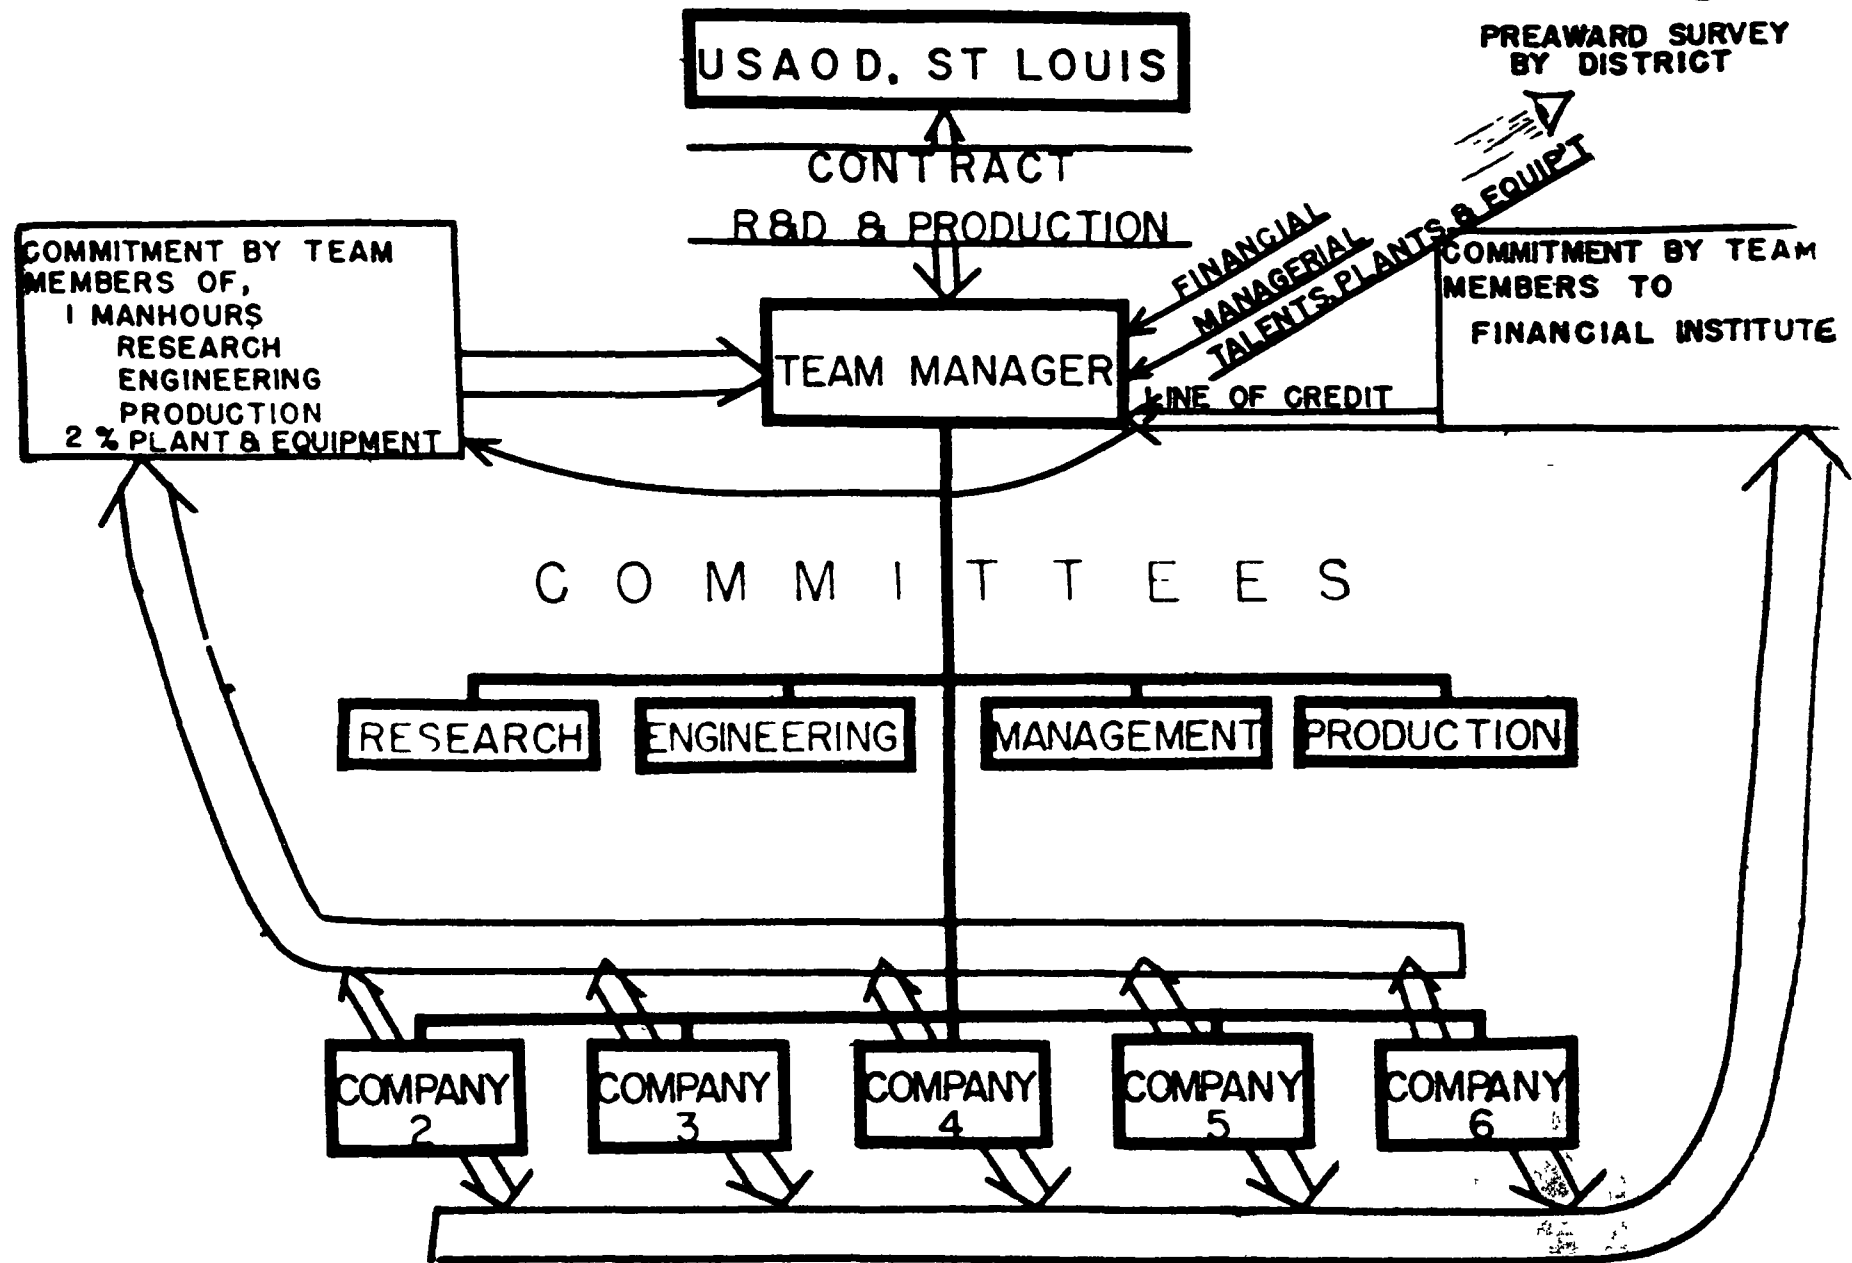 USAOD, ST LOUIS
PREAWARD SURVEY
BY DISTRICT
CONTRACT
R&D & PRODUCTION
COMMITMENT BY TEAM
MEMBERS OF,
1 MANHOURS
RESEARCH
ENGINEERING
PRODUCTION
2 % PLANT & EQUIPMENT
TEAM MANAGER
FINANCIAL
MANAGERIAL
TALENTS, PLANTS, & EQUIP'T
LINE OF CREDIT
COMMITMENT BY TEAM
MEMBERS TO
FINANCIAL INSTITUTE
COMMITTEES
RESEARCH
ENGINEERING
MANAGEMENT
PRODUCTION
COMPANY
2
COMPANY
3
COMPANY
4
COMPANY
5
COMPANY
6